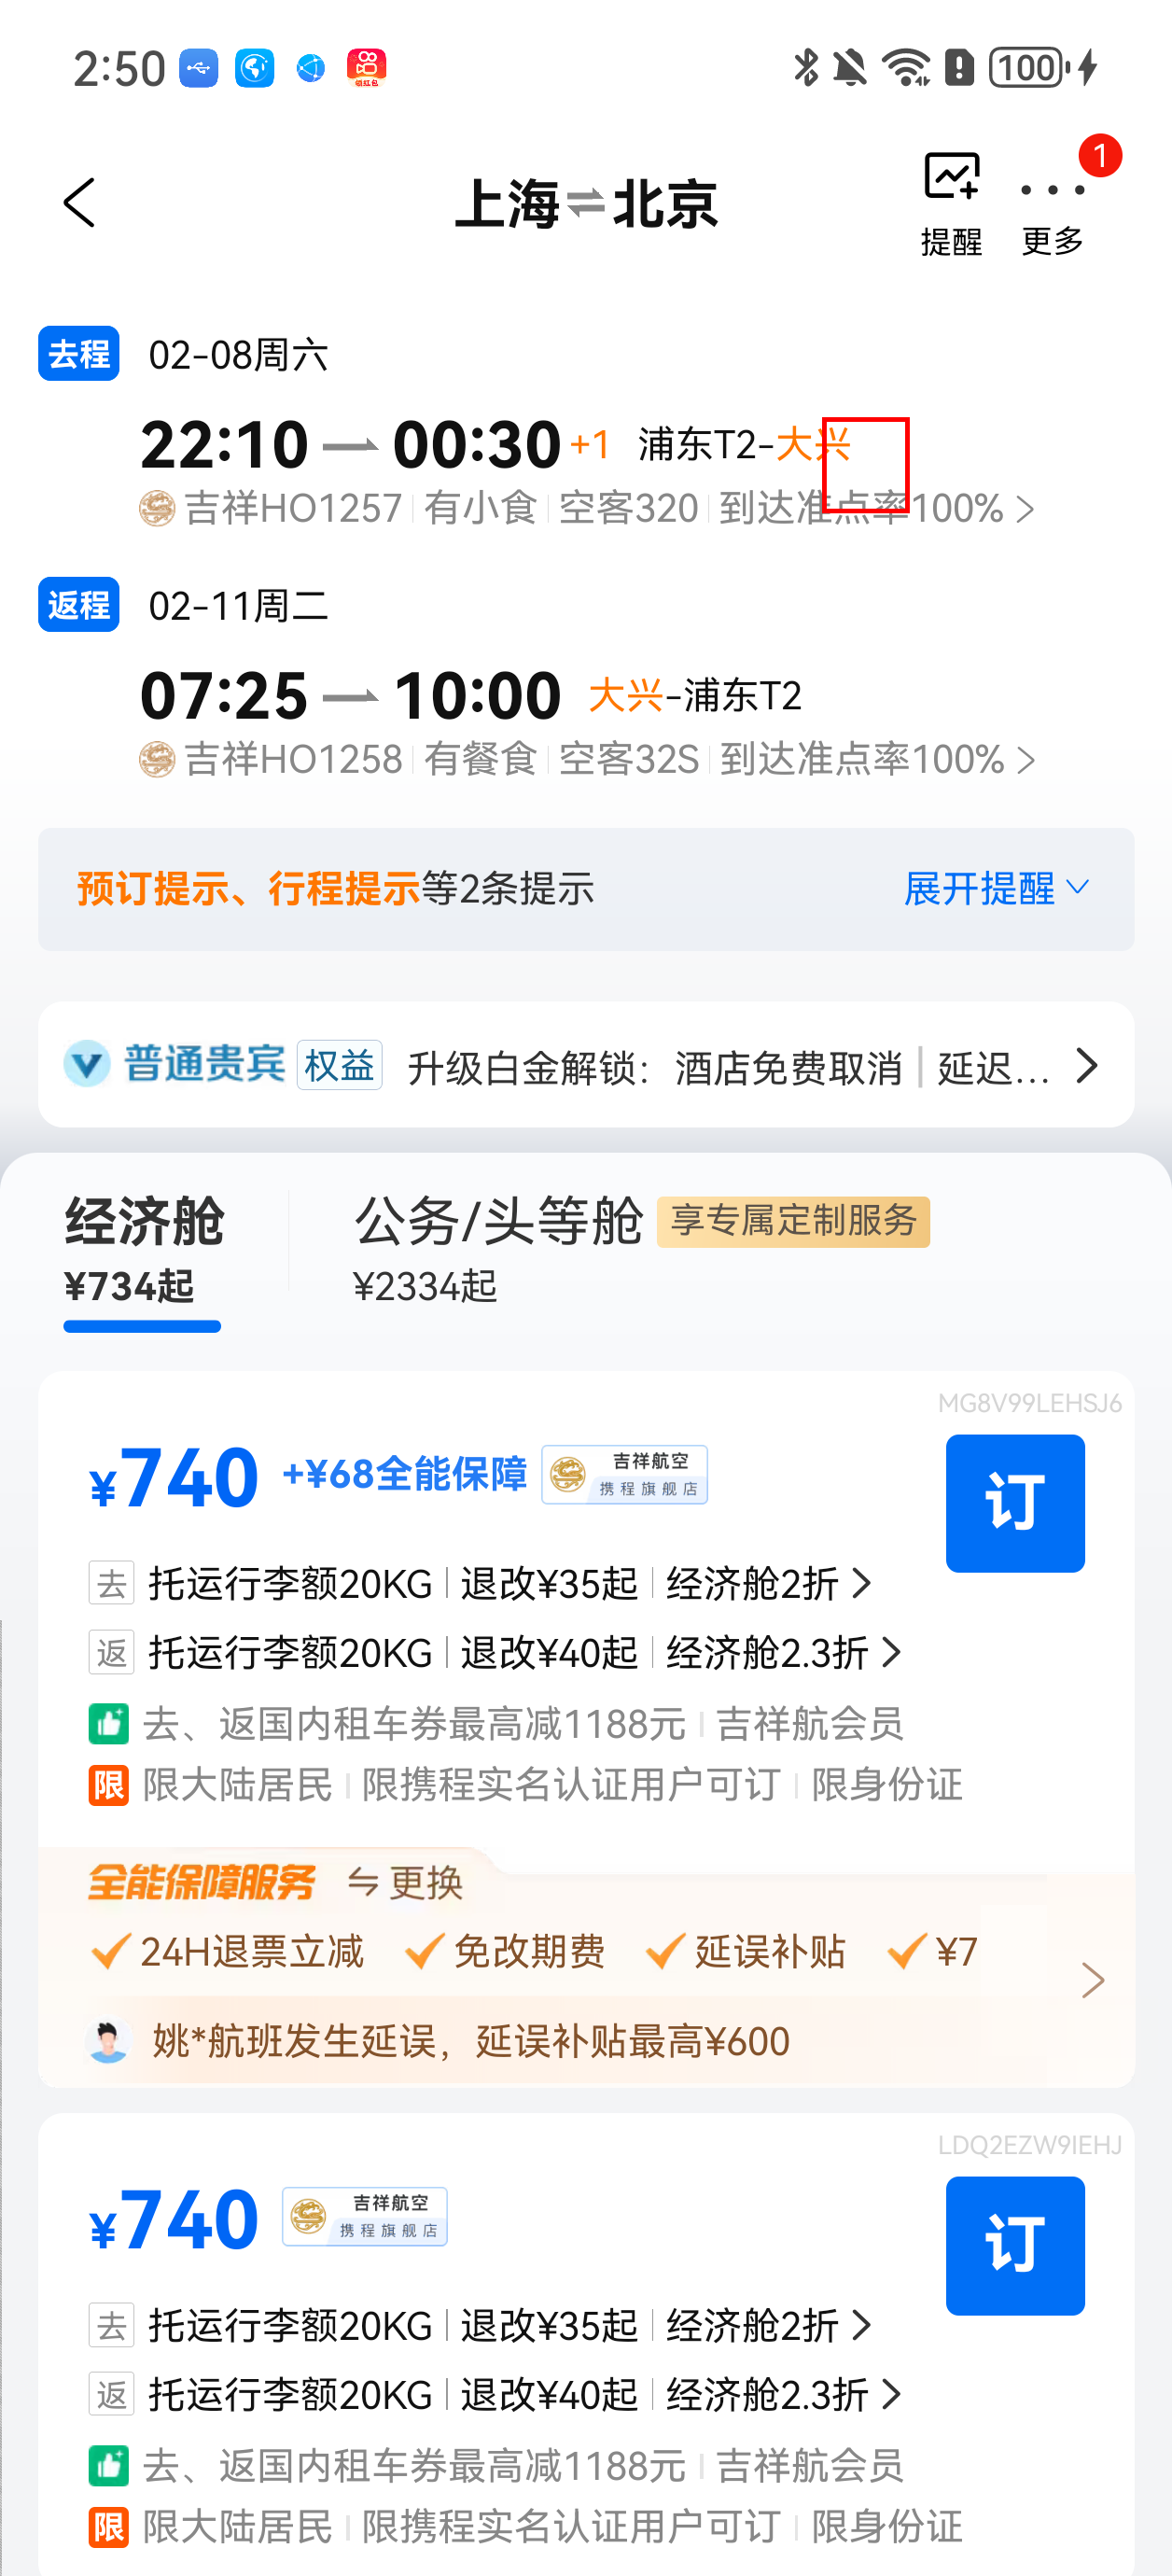 2:50
领红包
100
上海⇌北京
提醒
更多
1
去程 02-08周六
22:10 00:30 +1 浦东T2-大兴
吉祥HO1257 有小食 空客320 到达准点率100% >
返程 02-11周二
07:25 10:00 大兴-浦东T2
吉祥HO1258 有餐食 空客32S 到达准点率100% >
预订提示、行程提示等2条提示 展开提醒
普通贵宾 权益 升级白金解锁：酒店免费取消 | 延迟... >
经济舱 公务/头等舱 享专属定制服务
¥734起 ¥2334起
MG8V99LEHSJ6
¥740 +¥68全能保障 吉祥航空 携程旗舰店
订
去 托运行李额20KG 退改¥35起 经济舱2折 >
返 托运行李额20KG 退改¥40起 经济舱2.3折 >
去、返国内租车券最高减1188元 吉祥航会员
限 限大陆居民 限携程实名认证用户可订 限身份证
全能保障服务 ⇋ 更换
24H退票立减 免改期费 延误补贴 ¥7
姚*航班发生延误，延误补贴最高¥600
LDQ2EZW9IEHJ
¥740 吉祥航空 携程旗舰店
订
去 托运行李额20KG 退改¥35起 经济舱2折 >
返 托运行李额20KG 退改¥40起 经济舱2.3折 >
去、返国内租车券最高减1188元 吉祥航会员
限 限大陆居民 限携程实名认证用户可订 限身份证